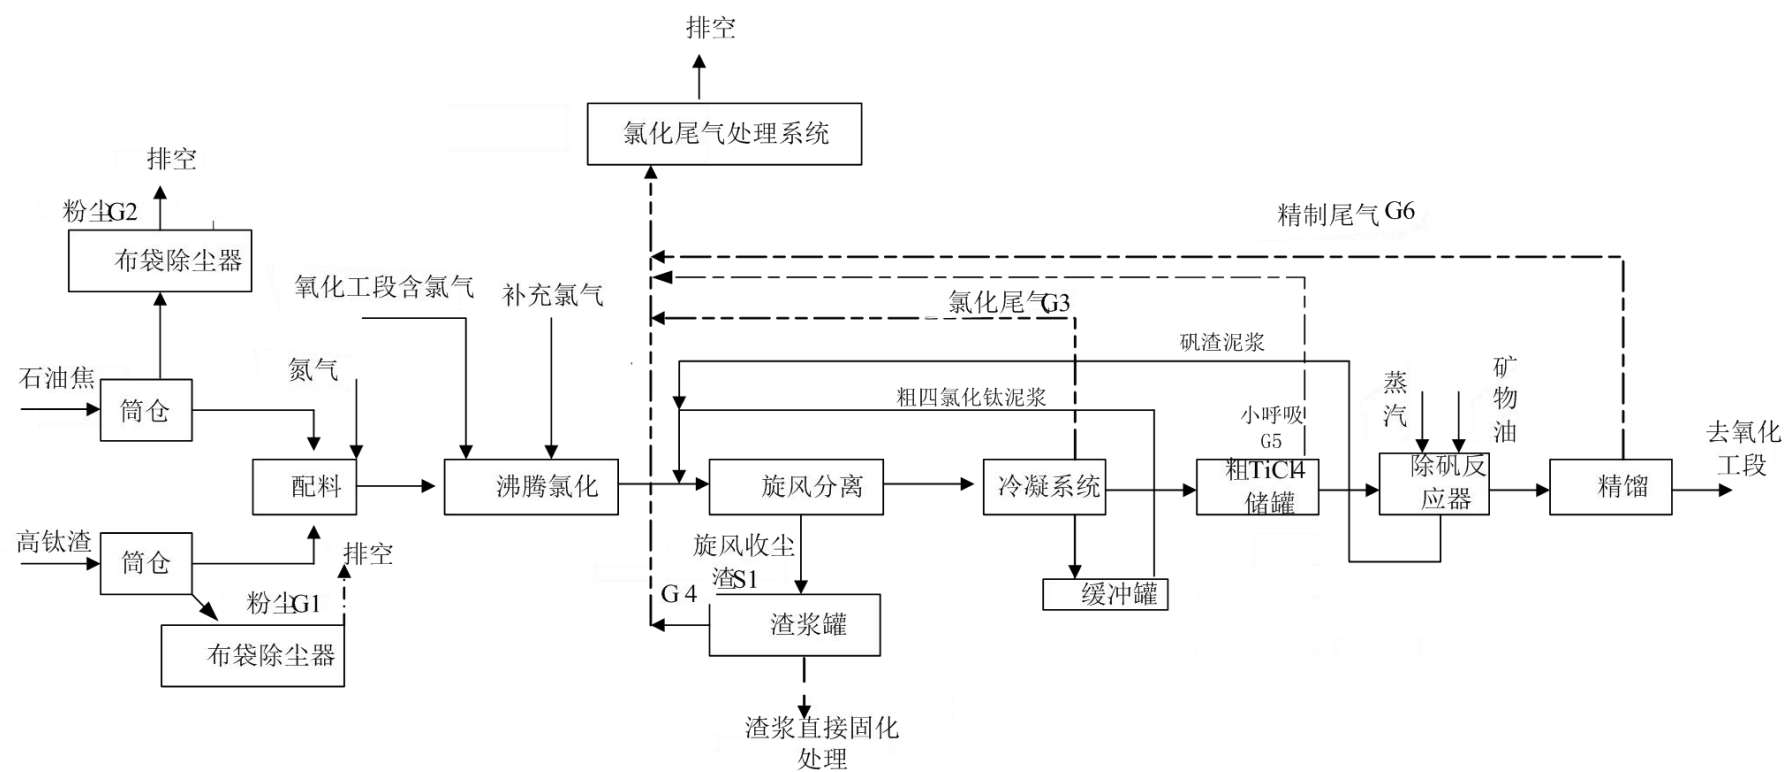 排空
氯化尾气处理系统
排空
粉尘G2
布袋除尘器
精制尾气G6
氧化工段含氯气
补充氯气
氯化尾气G3
矾渣泥浆
石油焦
筒仓
氮气
粗四氯化钛泥浆
小呼吸
G5
蒸
汽
矿
物
油
去氧化
工段
配料
沸腾氯化
旋风分离
冷凝系统
粗TiCl4
储罐
除矾反
应器
精馏
高钛渣
筒仓
排空
粉尘G1
布袋除尘器
旋风收尘
渣S1
G4
渣浆罐
缓冲罐
渣浆直接固化
处理